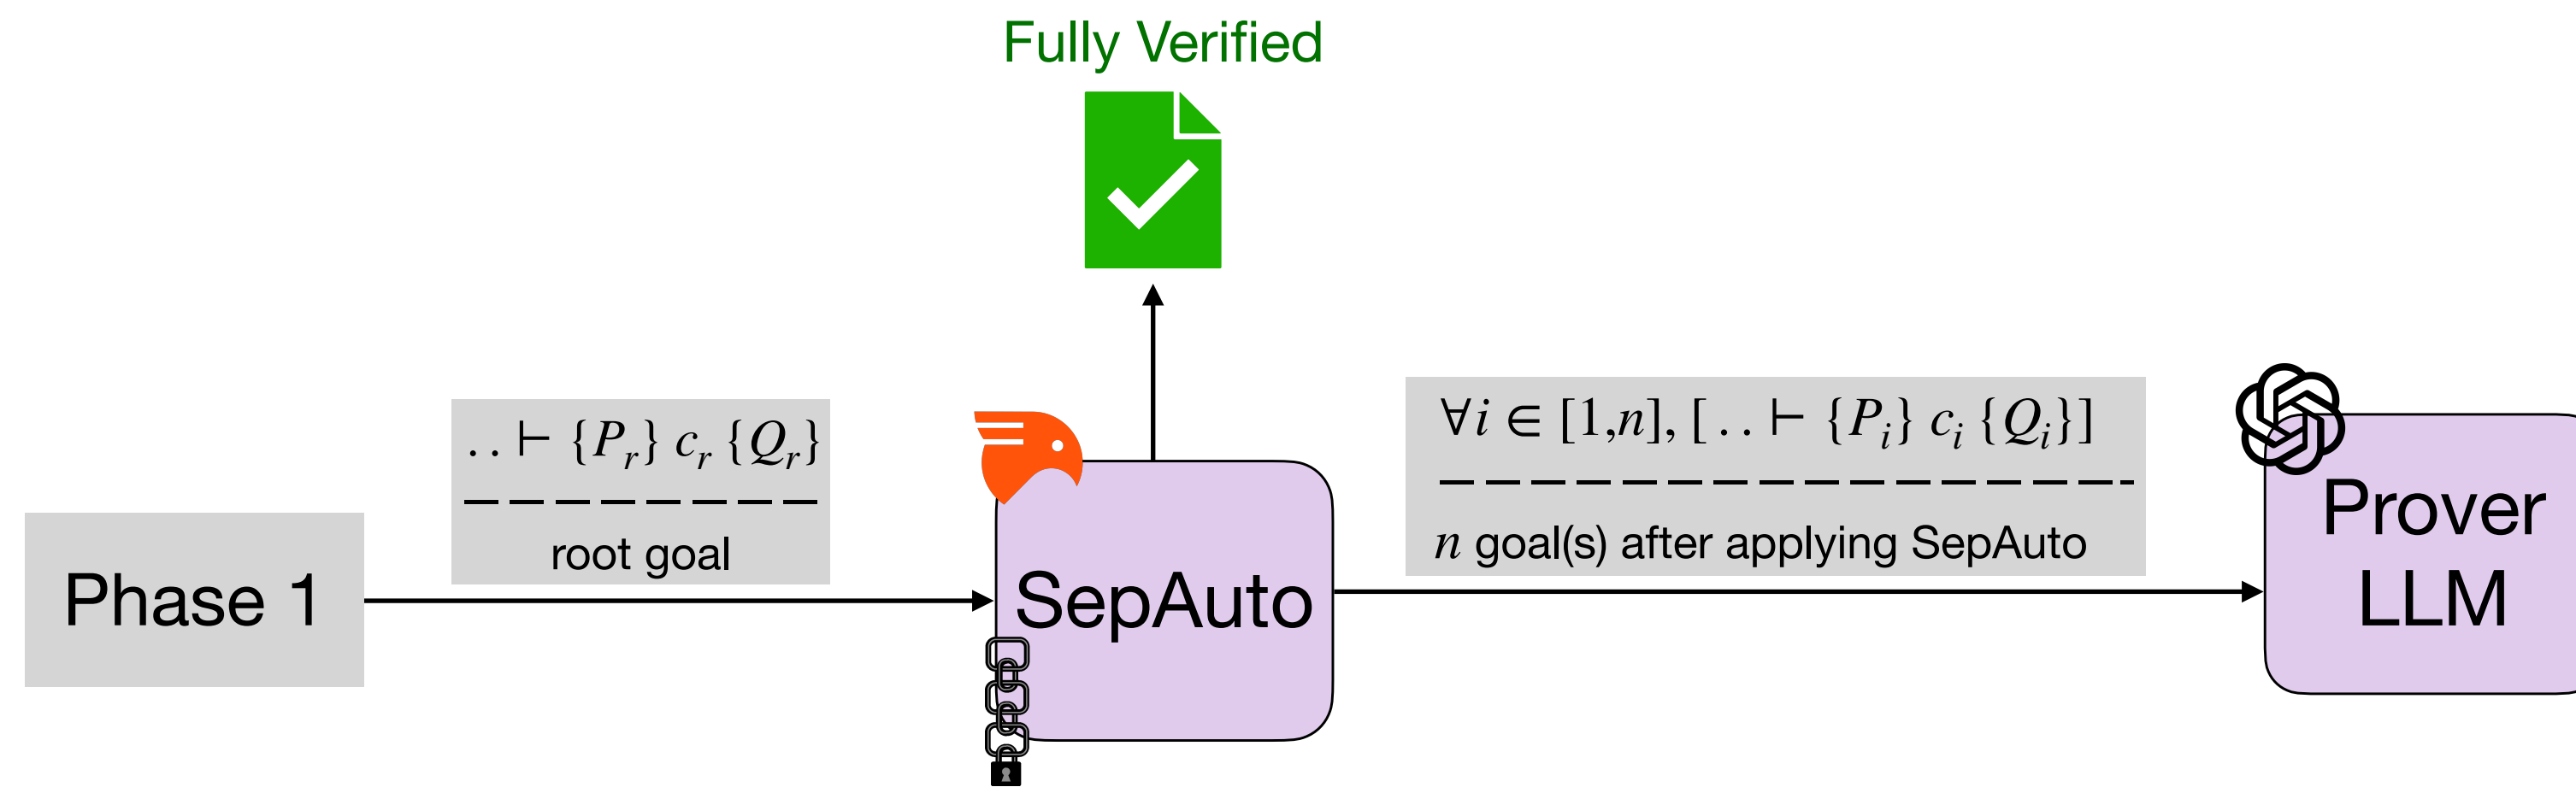 Fully Verified
. . ⊢ {P_r} c_r {Q_r}
root goal
Phase 1
SepAuto
∀i ∈ [1,n], [ . . ⊢ {P_i} c_i {Q_i}]
n goal(s) after applying SepAuto
Prover
LLM